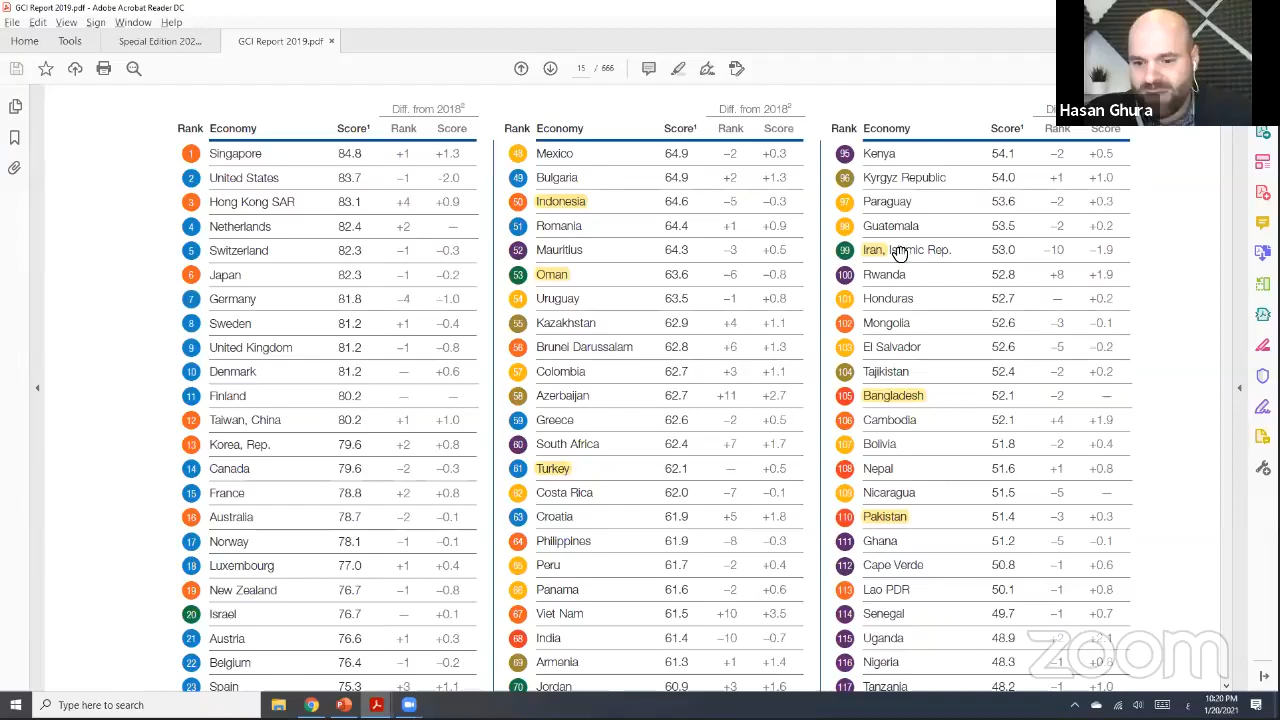 GCI Report 2019.pdf - Adobe Acrobat Reader DC
File Edit View Sign Window Help
Home Tools Special Edition 202... GCI Report 2019.pdf ×
15
Hasan Ghura
Diff. from 2018²
Rank Economy Score¹ Rank
1 Singapore 84.8 +1 +1.3
2 United States 83.7 −1 -2.0
3 Hong Kong SAR 83.1 +4 +0.9
4 Netherlands 82.4 −2 —
5 Switzerland 82.3 −1 −0.3
6 Japan 82.3 −1 −0.2
7 Germany 81.8 −4 −1.0
8 Sweden 81.2 +1 −0.4
9 United Kingdom 81.2 −1 −0.8
10 Denmark 81.2 — +0.6
11 Finland 80.2 — —
12 Taiwan, China 80.2 +1 +1.0
13 Korea, Rep. 79.6 +2 +0.8
14 Canada 79.6 −2 −0.3
15 France 78.8 +2 +0.8
16 Australia 78.7 −2 −0.1
17 Norway 78.1 −1 −0.1
18 Luxembourg 77.0 +1 +0.4
19 New Zealand 76.7 −1 −0.8
20 Israel 76.7 — +0.1
21 Austria 76.6 +1 +0.3
22 Belgium 76.4 −1 −0.2
23 Spain 75.3 +3
Diff. from
Rank Economy Score¹ Rank Score
48 Mexico 64.9 −2 +0.3
49 64.9 +2 +1.3
50 Indonesia 64.6 −5 −0.3
51 64.4 +1 +0.9
52 Mauritius 64.3 −3 +0.5
53 Oman 63.6 −6 −0.8
54 Uruguay 63.5 −1 +0.8
55 Kazakhstan 62.9 +4 +1.1
56 Brunei Darussalam 62.8 +6 +1.3
57 Colombia 62.7 +3 +1.1
58 Azerbaijan 62.7 +11 +2.7
59 Greece 62.6 −2 +0.5
60 South Africa 62.4 +7 +1.7
61 Turkey 62.1 — +0.5
62 Costa Rica 62.0 −7 −0.1
63 Croatia 61.9 +5 +1.8
64 Philippines 61.9 −8 −0.3
65 Peru 61.7 −2 +0.4
66 Panama 61.6 −2 +0.6
67 Viet Nam 61.5 +10 +3.5
68 India 61.4 −10 −0.7
69 Armenia 61.3 +1 +1.4
70 60.9
Rank Economy Score¹ Rank Score
95 Kenya 54.1 −2 +0.5
96 Kyrgyz Republic 54.0 +1 +1.0
97 Paraguay 53.6 −2 +0.3
98 Guatemala 53.5 −2 +0.2
99 Iran, Rep. 53.0 −10 −1.9
100 52.8 +8 +1.9
101 Honduras 52.7 — +0.2
102 Mongolia 52.6 −3 −0.1
103 El Salvador 52.6 −5 −0.2
104 Tajikistan 52.4 −2 +0.2
105 Bangladesh 52.1 −2 —
106 Cambodia 52.1 +4 +1.9
107 Bolivia 51.8 −2 +0.4
108 Nepal 51.6 +1 +0.8
109 Nicaragua 51.5 −5 —
110 Pakistan 51.4 −3 +0.3
111 Ghana 51.2 −5 −0.1
112 Cape Verde 50.8 −1 +0.6
113 Lao PDR 50.1 −1 +0.8
114 Senegal 49.7 −1 +0.7
115 Uganda 48.9
116 Nigeria 48.3 −1 +0.8
117 48.2 −1 +1.0
zoom
Type here to search
10:20 PM
1/20/2021